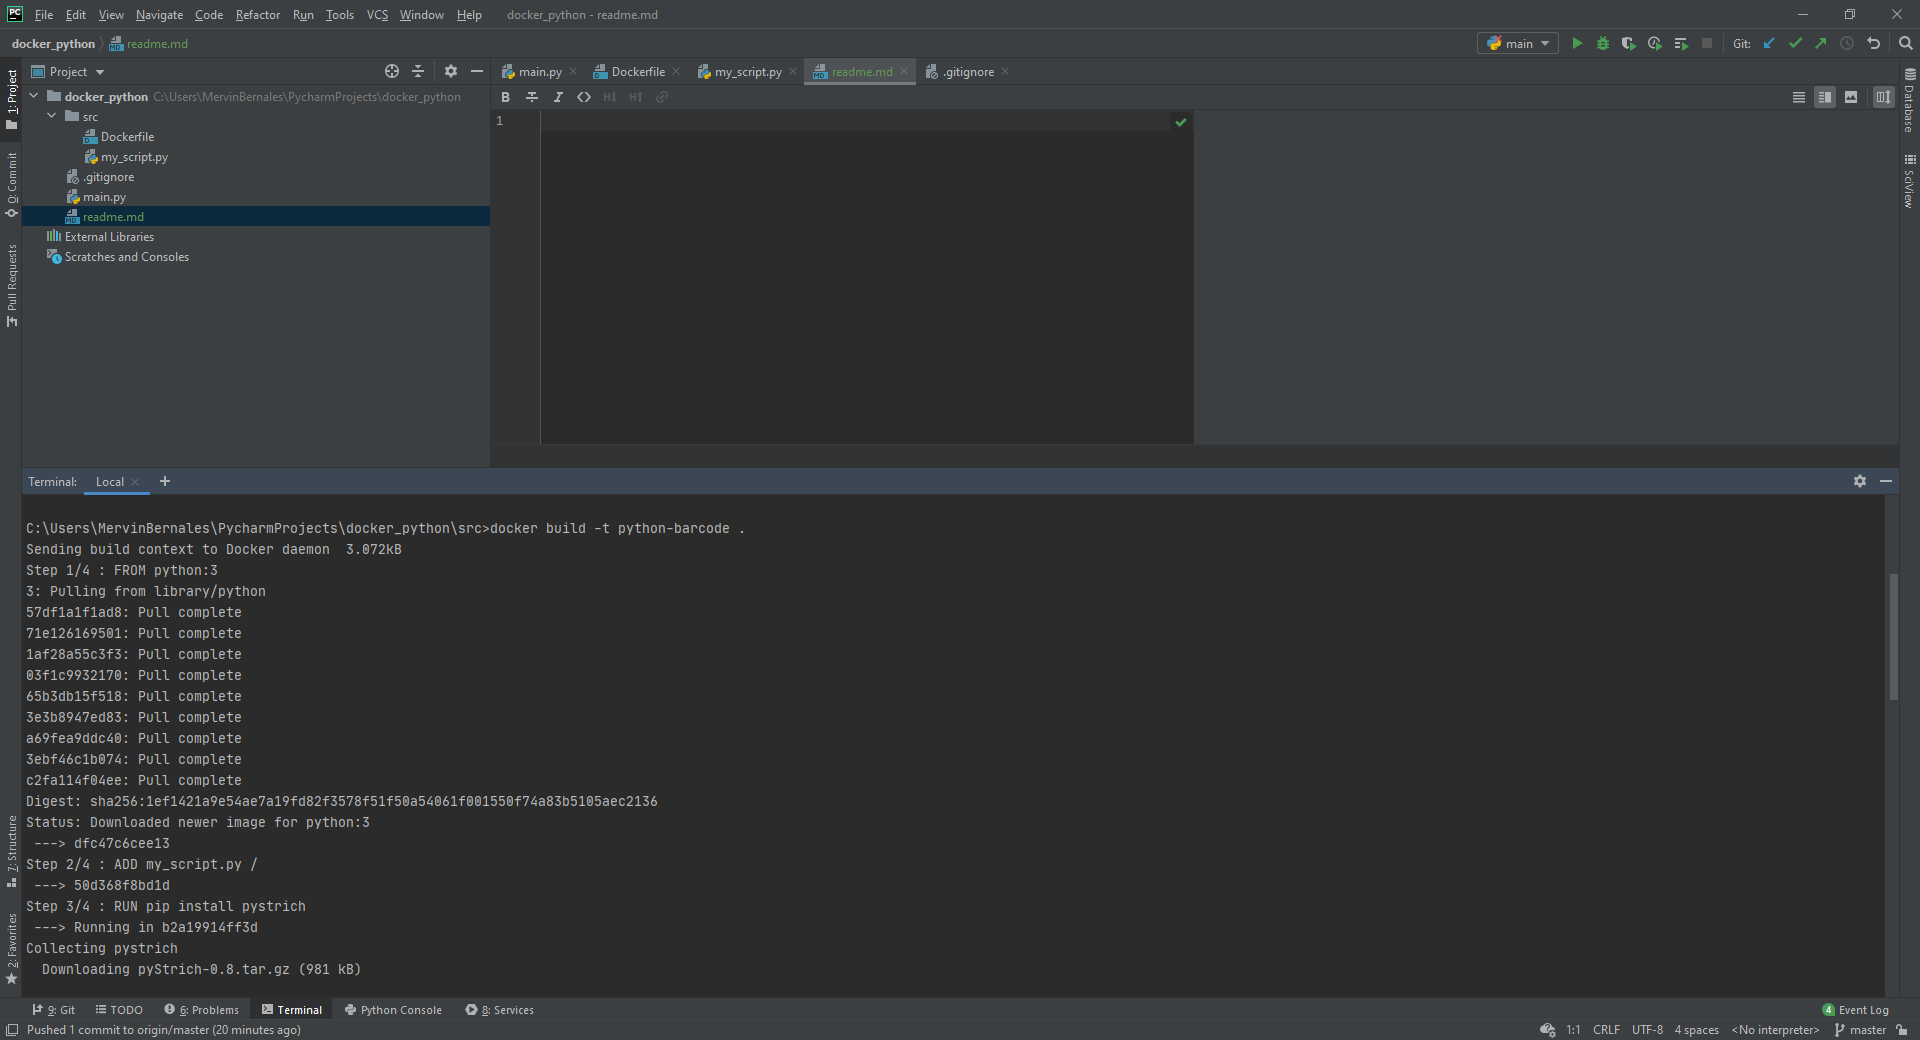 PC File Edit View Navigate Code Refactor Run Tools VCS Window Help docker_python - readme.md
docker_python readme.md main Git:
Project
main.py Dockerfile my_script.py readme.md .gitignore
docker_python C:\Users\MervinBernales\PycharmProjects\docker_python
src
Dockerfile
my_script.py
.gitignore
main.py
readme.md
External Libraries
Scratches and Consoles
B I H↓ H↑
1
1: Project
0: Commit
Pull Requests
7: Structure
2: Favorites
Database
SciView
Terminal: Local +
C:\Users\MervinBernales\PycharmProjects\docker_python\src>docker build -t python-barcode .
Sending build context to Docker daemon  3.072kB
Step 1/4 : FROM python:3
3: Pulling from library/python
57df1a1f1ad8: Pull complete
71e126169501: Pull complete
1af28a55c3f3: Pull complete
03f1c9932170: Pull complete
65b3db15f518: Pull complete
3e3b8947ed83: Pull complete
a69fea9ddc40: Pull complete
3ebf46c1b074: Pull complete
c2fa114f04ee: Pull complete
Digest: sha256:1ef1421a9e54ae7a19fd82f3578f51f50a54061f001550f74a83b5105aec2136
Status: Downloaded newer image for python:3
---> dfc47c6cee13
Step 2/4 : ADD my_script.py /
---> 50d368f8bd1d
Step 3/4 : RUN pip install pystrich
---> Running in b2a19914ff3d
Collecting pystrich
Downloading pyStrich-0.8.tar.gz (981 kB)
9: Git TODO 6: Problems Terminal Python Console 8: Services 4 Event Log
Pushed 1 commit to origin/master (20 minutes ago) 1:1 CRLF UTF-8 4 spaces <No interpreter> master